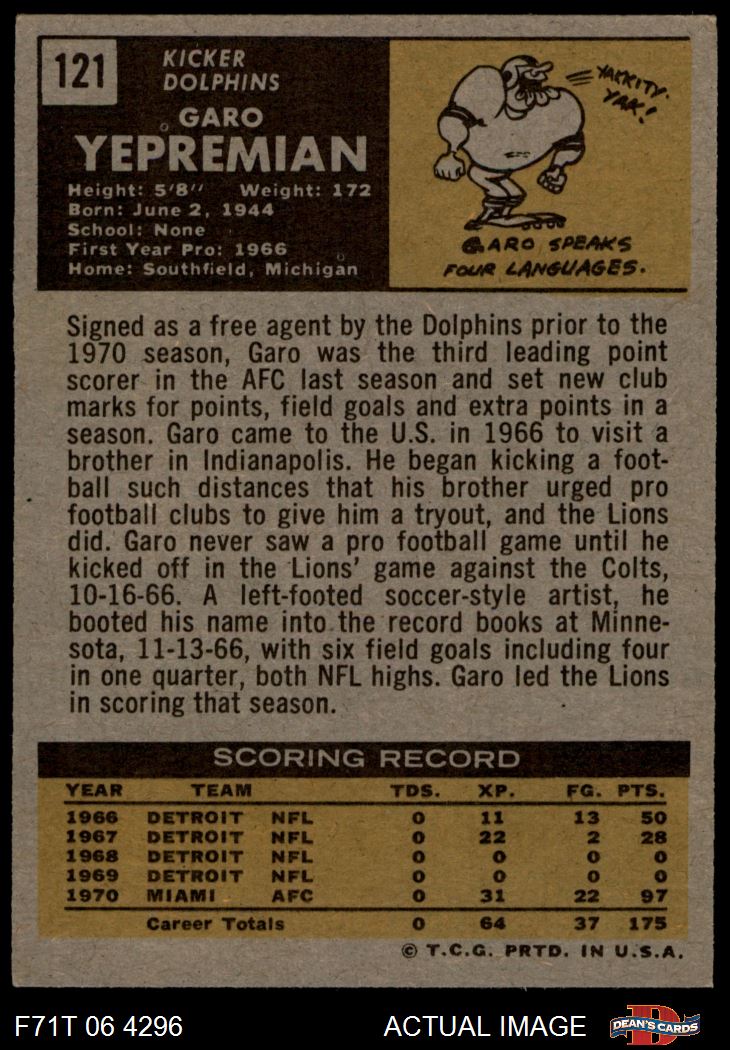 121
KICKER
DOLPHINS
GARO
YEPREMIAN
Height: 5'8" Weight: 172
Born: June 2, 1944
School: None
First Year Pro: 1966
Home: Southfield, Michigan
YAKKITY-
YAK!
GARO SPEAKS
FOUR LANGUAGES.
Signed as a free agent by the Dolphins prior to the
1970 season, Garo was the third leading point
scorer in the AFC last season and set new club
marks for points, field goals and extra points in a
season. Garo came to the U.S. in 1966 to visit a
brother in Indianapolis. He began kicking a foot-
ball such distances that his brother urged pro
football clubs to give him a tryout, and the Lions
did. Garo never saw a pro football game until he
kicked off in the Lions' game against the Colts,
10-16-66. A left-footed soccer-style artist, he
booted his name into the record books at Minne-
sota, 11-13-66, with six field goals including four
in one quarter, both NFL highs. Garo led the Lions
in scoring that season.
SCORING RECORD
YEAR TEAM TDS. XP. FG. PTS.
1966 DETROIT NFL 0 11 13 50
1967 DETROIT NFL 0 22 2 28
1968 DETROIT NFL 0 0 0 0
1969 DETROIT NFL 0 0 0 0
1970 MIAMI AFC 0 31 22 97
Career Totals 0 64 37 175
© T.C.G. PRTD. IN U.S.A.
F71T 06 4296 ACTUAL IMAGE
D
DEAN'S CARDS